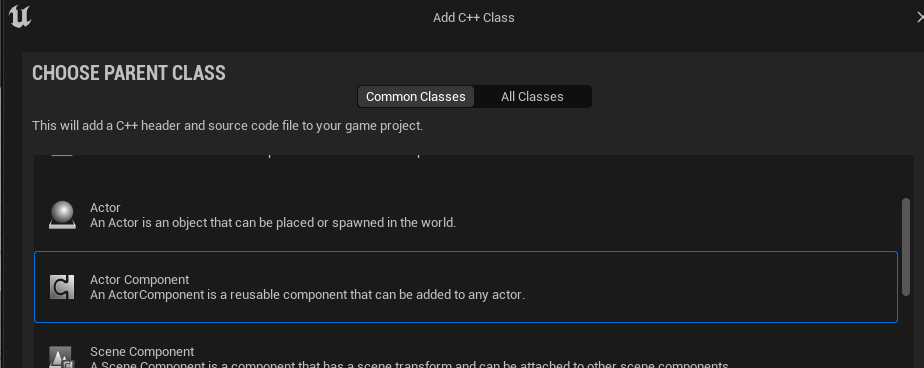 Add C++ Class
CHOOSE PARENT CLASS
Common Classes
All Classes
This will add a C++ header and source code file to your game project.
Actor
An Actor is an object that can be placed or spawned in the world.
Actor Component
An ActorComponent is a reusable component that can be added to any actor.
Scene Component
A Scene Component is a component that has a scene transform and can be attached to other scene components.